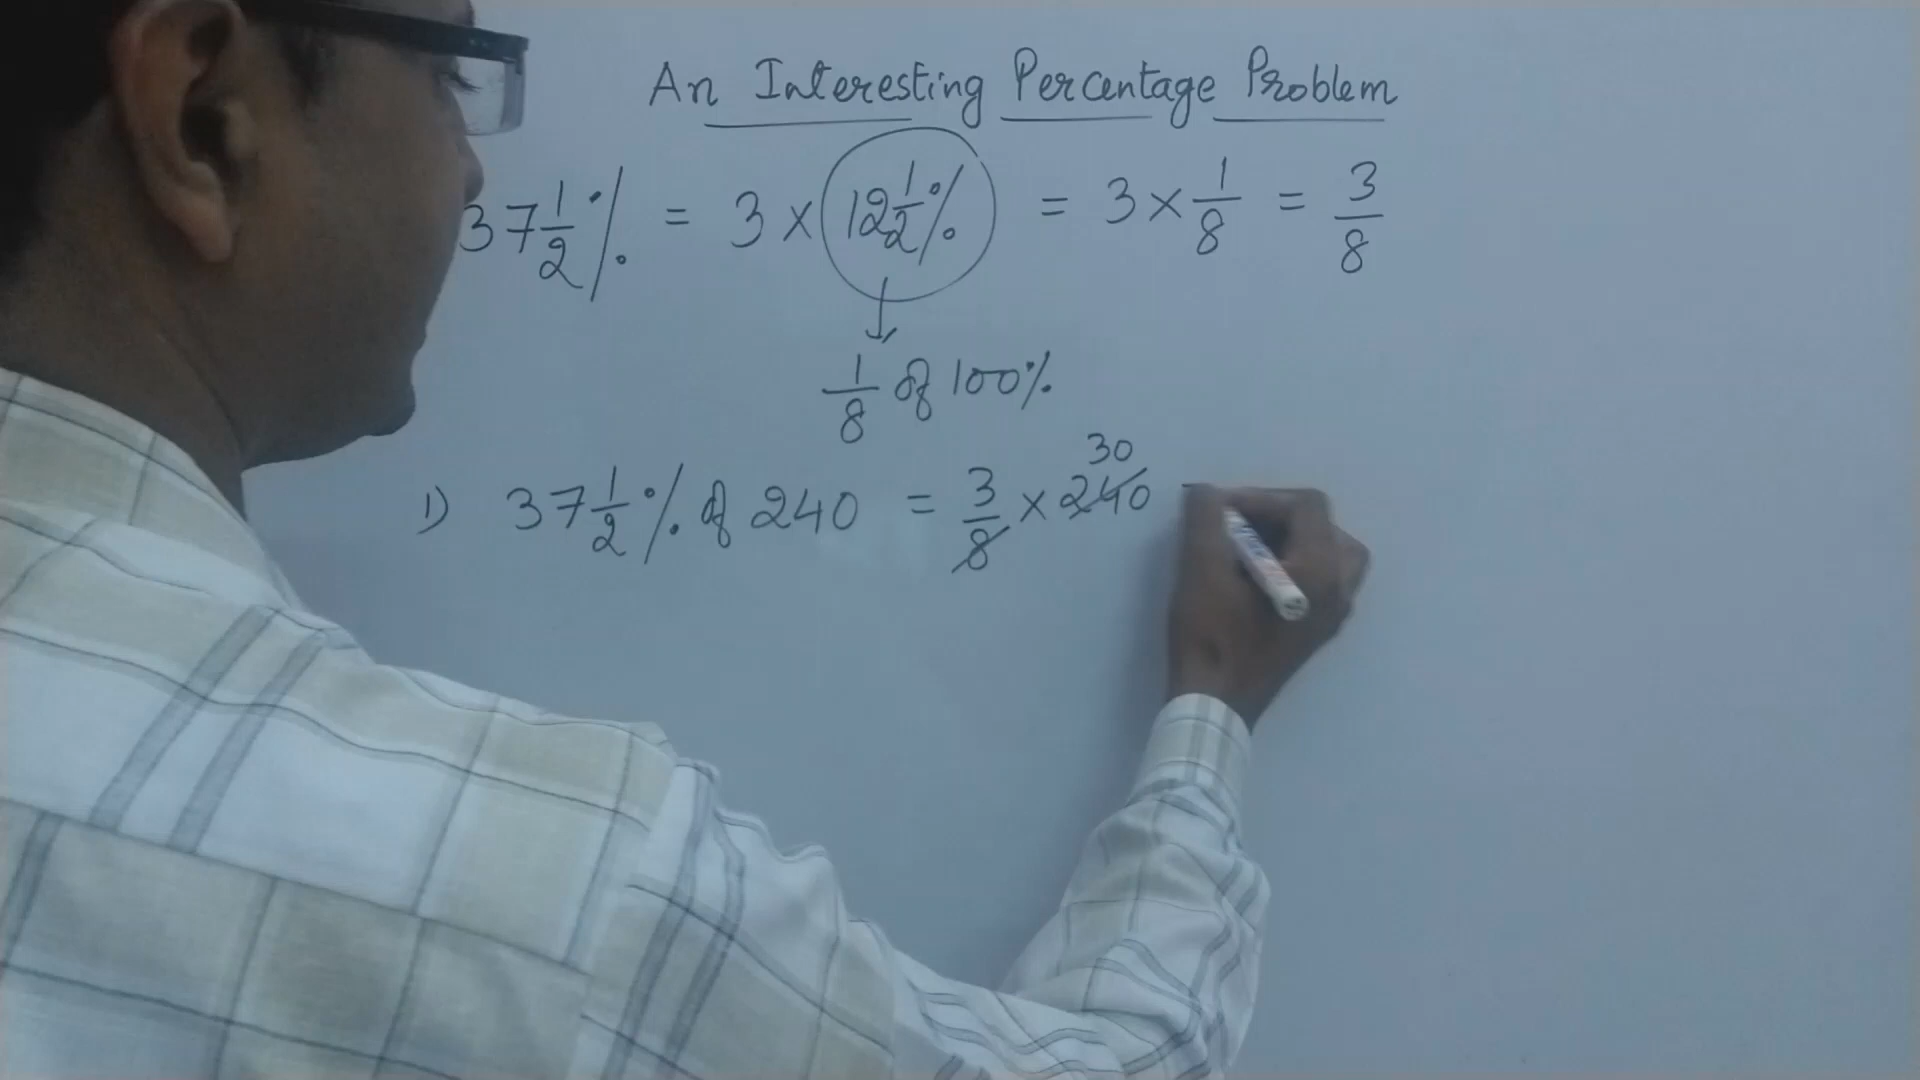 An Interesting Percentage Problem
37 1/2 % = 3 × 12 1/2 % = 3 × 1/8 = 3/8
↓
1/8 of 100%
30
1) 37 1/2 % of 240 = 3/8 × 240